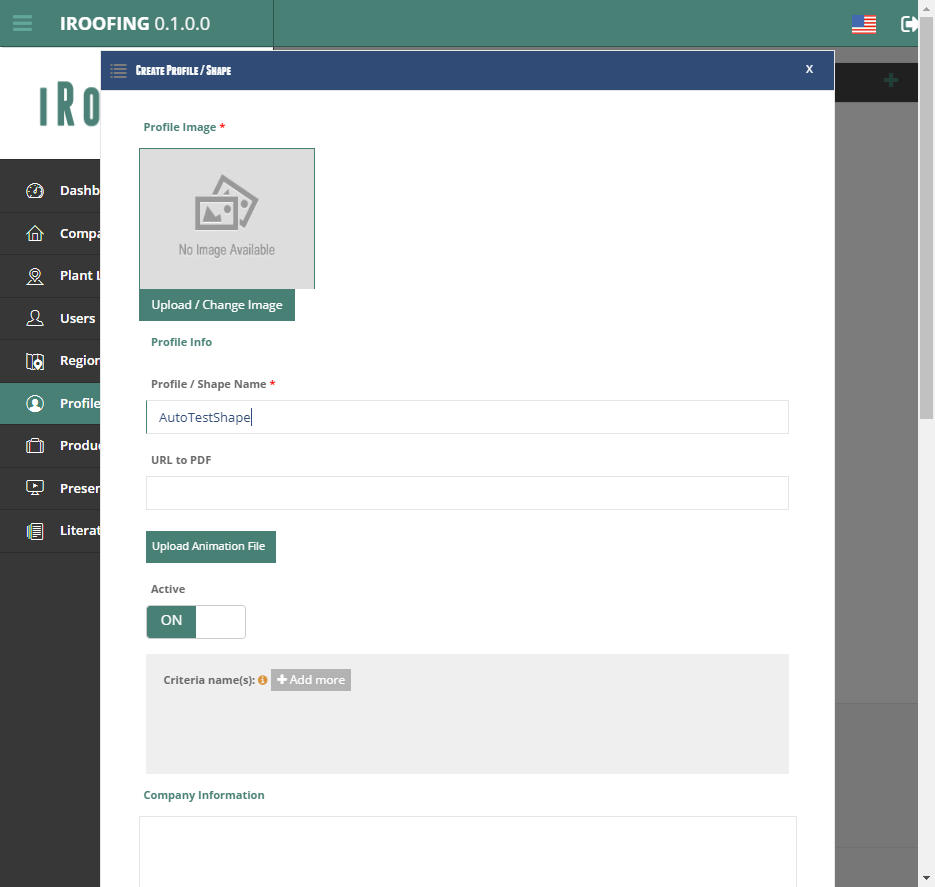 IROOFING 0.1.0.0
CREATE PROFILE / SHAPE
X
iRo
Profile Image *
No Image Available
Upload / Change Image
Dashb
Compa
Plant L
Users
Region
Profile
Produc
Presen
Literat
Profile Info
Profile / Shape Name *
AutoTestShape
URL to PDF
Upload Animation File
Active
ON
Criteria name(s):
Add more
Company Information